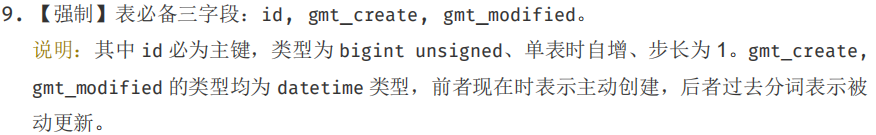 9. 【强制】表必备三字段：id, gmt_create, gmt_modified。
说明：其中 id 必为主键，类型为 bigint unsigned、单表时自增、步长为 1。gmt_create,
gmt_modified 的类型均为 datetime 类型，前者现在时表示主动创建，后者过去分词表示被
动更新。